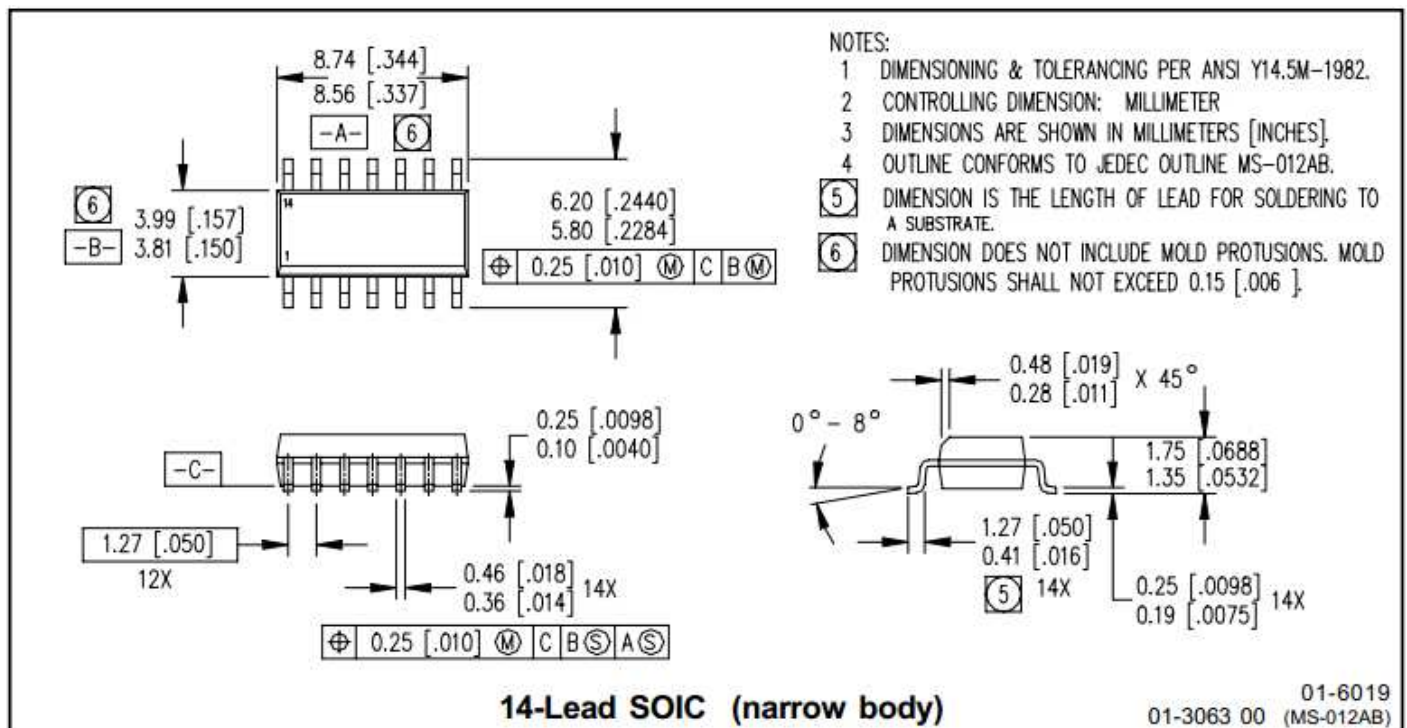 8.74 [.344]
8.56 [.337]
-A- 6
6
3.99 [.157]
3.81 [.150]
-B-
14
1
6.20 [.2440]
5.80 [.2284]
⌖ 0.25 [.010] Ⓜ C B Ⓜ
NOTES:
1 DIMENSIONING & TOLERANCING PER ANSI Y14.5M-1982.
2 CONTROLLING DIMENSION: MILLIMETER
3 DIMENSIONS ARE SHOWN IN MILLIMETERS [INCHES].
4 OUTLINE CONFORMS TO JEDEC OUTLINE MS-012AB.
5 DIMENSION IS THE LENGTH OF LEAD FOR SOLDERING TO
A SUBSTRATE.
6 DIMENSION DOES NOT INCLUDE MOLD PROTUSIONS. MOLD
PROTUSIONS SHALL NOT EXCEED 0.15 [.006 ].
-C-
0.25 [.0098]
0.10 [.0040]
1.27 [.050]
12X
0.46 [.018]
0.36 [.014] 14X
⌖ 0.25 [.010] Ⓜ C B Ⓢ A Ⓢ
0.48 [.019]
0.28 [.011] X 45°
0°-8°
1.75 [.0688]
1.35 [.0532]
1.27 [.050]
0.41 [.016]
5 14X
0.25 [.0098]
0.19 [.0075] 14X
14-Lead SOIC (narrow body)
01-6019
01-3063 00 (MS-012AB)